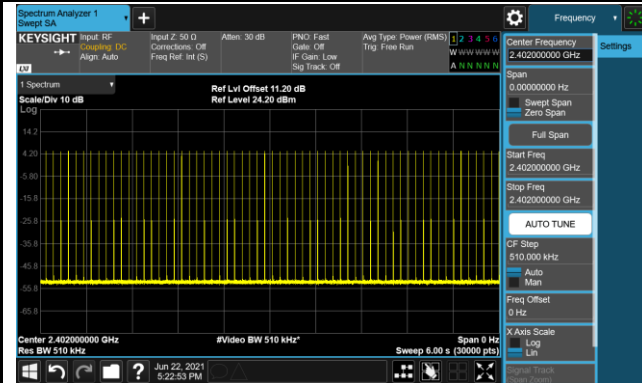 Spectrum Analyzer 1
Swept SA
Frequency
KEYSIGHT
Input: RF
Coupling: DC
Align: Auto
Input Z: 50 Ω
Corrections: Off
Freq Ref: Int (S)
Atten: 30 dB
PNO: Fast
Gate: Off
IF Gain: Low
Sig Track: Off
Avg Type: Power (RMS)
Trig: Free Run
1 2 3 4 5 6
W W W W W W
A N N N N N
LXI
Center Frequency
2.402000000 GHz
Settings
Span
0.00000000 Hz
Swept Span
Zero Span
Full Span
Start Freq
2.402000000 GHz
Stop Freq
2.402000000 GHz
AUTO TUNE
CF Step
510.000 kHz
Auto
Man
Freq Offset
0 Hz
X Axis Scale
Log
Lin
Signal Track
(Span Zoom)
1 Spectrum
Scale/Div 10 dB
Ref Lvl Offset 11.20 dB
Ref Level 24.20 dBm
Log
14.2
4.20
-5.80
-15.8
-25.8
-35.8
-45.8
-55.8
-65.8
Center 2.402000000 GHz
Res BW 510 kHz
#Video BW 510 kHz*
Span 0 Hz
Sweep 6.00 s (30000 pts)
?
Jun 22, 2021
5:22:53 PM